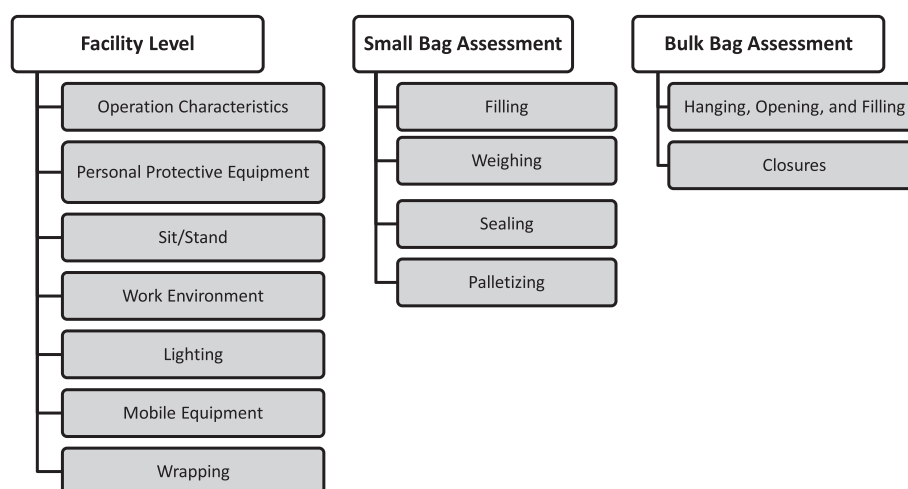 Facility Level
Operation Characteristics
Personal Protective Equipment
Sit/Stand
Work Environment
Lighting
Mobile Equipment
Wrapping
Small Bag Assessment
Filling
Weighing
Sealing
Palletizing
Bulk Bag Assessment
Hanging, Opening, and Filling
Closures